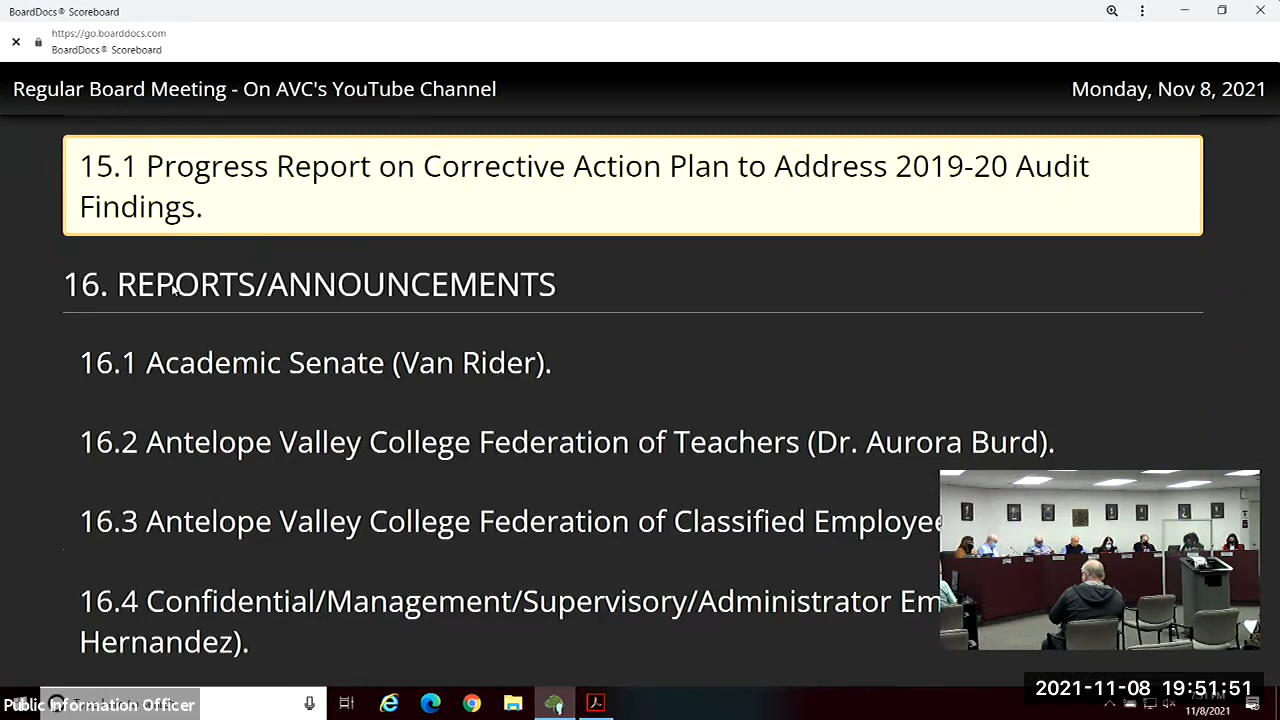 BoardDocs® Scoreboard
https://go.boarddocs.com
BoardDocs® Scoreboard
Regular Board Meeting - On AVC's YouTube Channel
Monday, Nov 8, 2021
15.1 Progress Report on Corrective Action Plan to Address 2019-20 Audit
Findings.
16. REPORTS/ANNOUNCEMENTS
16.1 Academic Senate (Van Rider).
16.2 Antelope Valley College Federation of Teachers (Dr. Aurora Burd).
16.3 Antelope Valley College Federation of Classified Employee
16.4 Confidential/Management/Supervisory/Administrator Em
Hernandez).
2021-11-08 19:51:51
Public Information Officer
11/8/2021